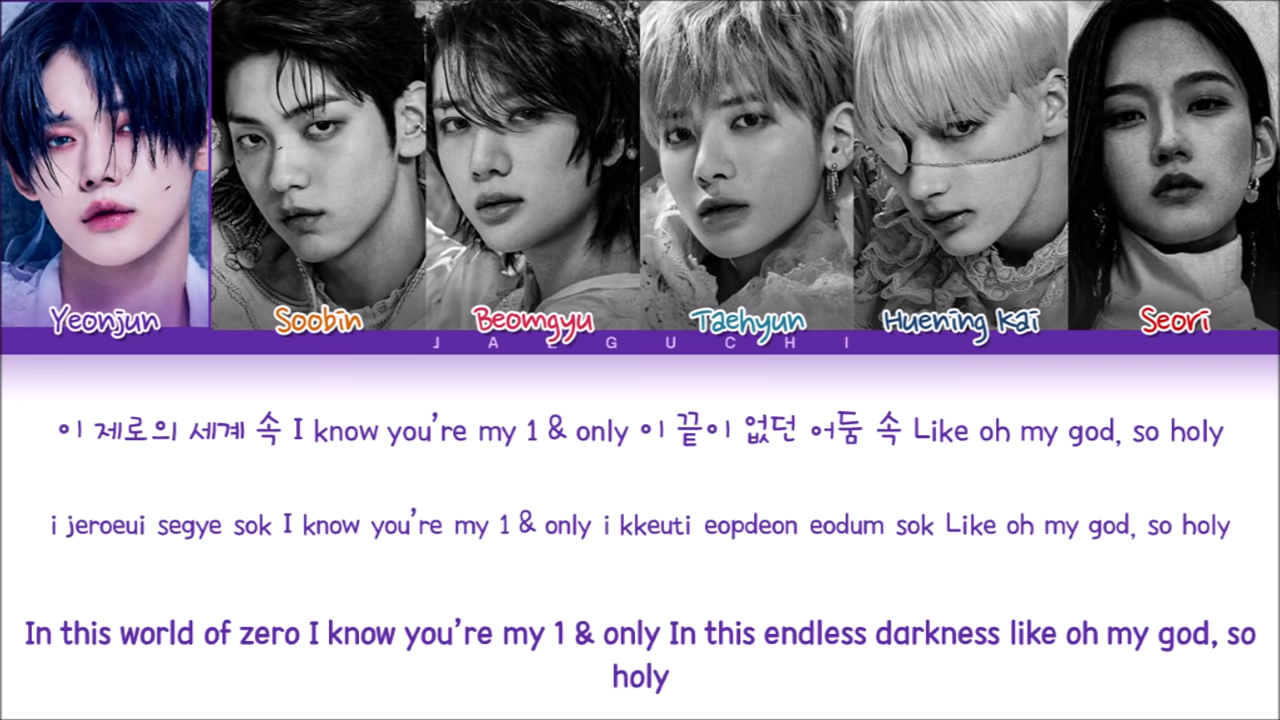 Yeonjun Soobin Beomgyu Taehyun Huening Kai Seori
JAEGUCHI
이 제로의 세계 속 I know you're my 1 & only 이 끝이 없던 어둠 속 Like oh my god, so holy
i jeroeui segye sok I know you're my 1 & only i kkeuti eopdeon eodum sok Like oh my god, so holy
In this world of zero I know you're my 1 & only In this endless darkness like oh my god, so
holy